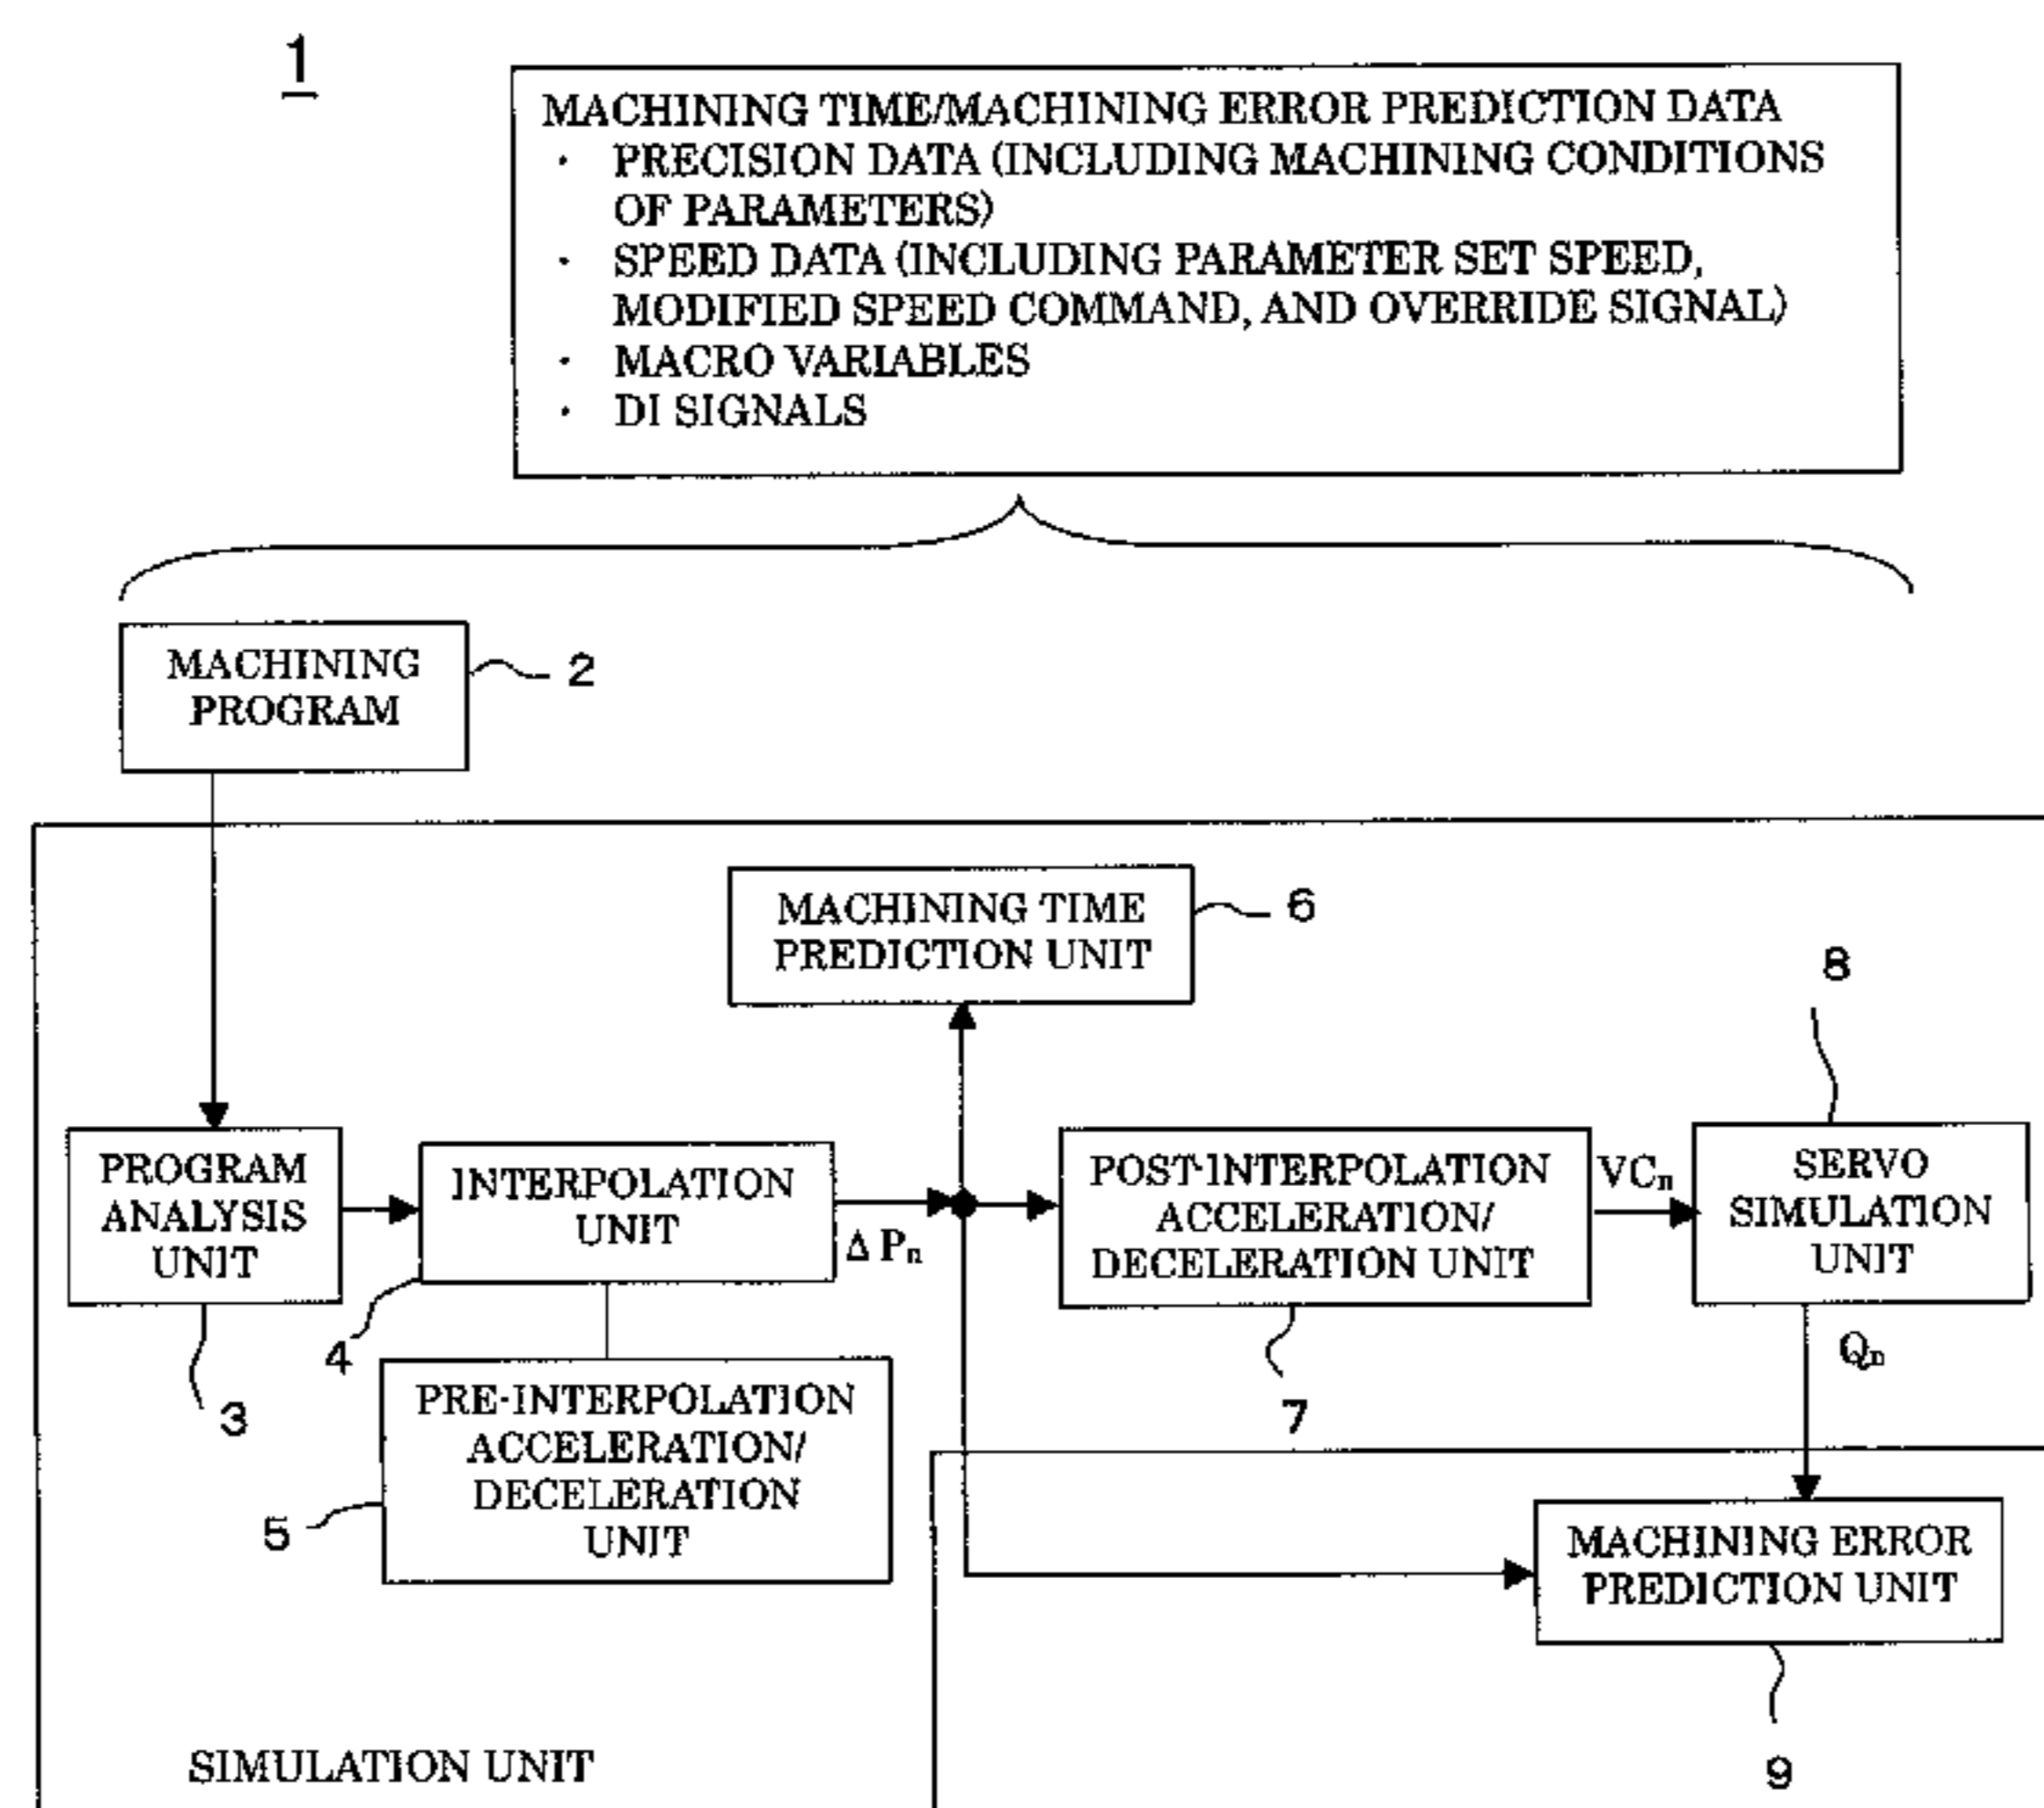 1
MACHINING TIME/MACHINING ERROR PREDICTION DATA
· PRECISION DATA (INCLUDING MACHINING CONDITIONS
OF PARAMETERS)
· SPEED DATA (INCLUDING PARAMETER SET SPEED,
MODIFIED SPEED COMMAND, AND OVERRIDE SIGNAL)
· MACRO VARIABLES
· DI SIGNALS
MACHINING
PROGRAM
2
MACHINING TIME
PREDICTION UNIT
6
8
PROGRAM
ANALYSIS
UNIT
3
INTERPOLATION
UNIT
4
Δ Pn
POST-INTERPOLATION
ACCELERATION/
DECELERATION UNIT
7
VCn
SERVO
SIMULATION
UNIT
Qn
PRE-INTERPOLATION
ACCELERATION/
DECELERATION
UNIT
5
MACHINING ERROR
PREDICTION UNIT
9
SIMULATION UNIT